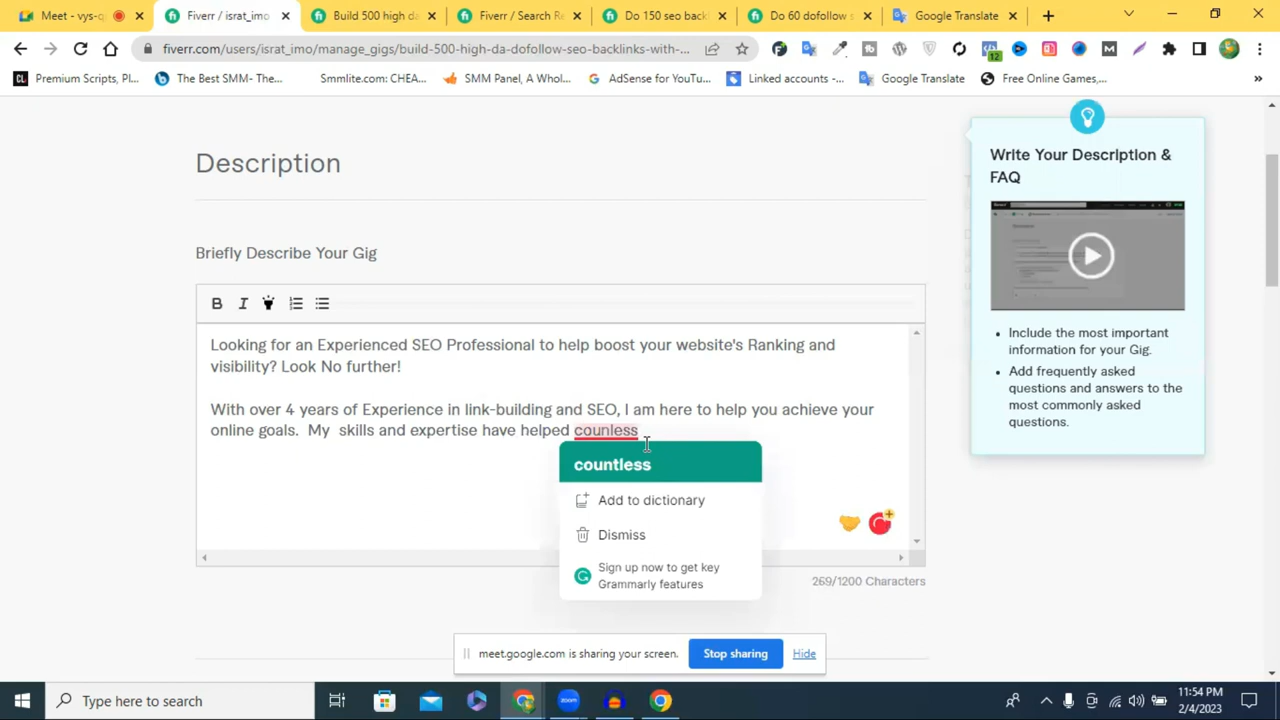 Meet - vys-
Fiverr / israt_imo
Build 500 high da
Fiverr / Search Re
Do 150 seo back
Do 60 dofollow se
Google Translate
fiverr.com/users/israt_imo/manage_gigs/build-500-high-da-dofollow-seo-backlinks-with-...
12
Premium Scripts, Pl...
The Best SMM- The...
Smmlite.com: CHEA...
SMM Panel, A Whol...
AdSense for YouTu...
Linked accounts -...
Google Translate
Free Online Games,...
Description
Briefly Describe Your Gig
B I
Looking for an Experienced SEO Professional to help boost your website's Ranking and
visibility? Look No further!
With over 4 years of Experience in link-building and SEO, I am here to help you achieve your
online goals.  My  skills and expertise have helped counless
countless
Add to dictionary
Dismiss
Sign up now to get key
Grammarly features
269/1200 Characters
Write Your Description &
FAQ
Include the most important
information for your Gig.
Add frequently asked
questions and answers to the
most commonly asked
questions.
meet.google.com is sharing your screen.
Stop sharing
Hide
Type here to search
11:54 PM
2/4/2023